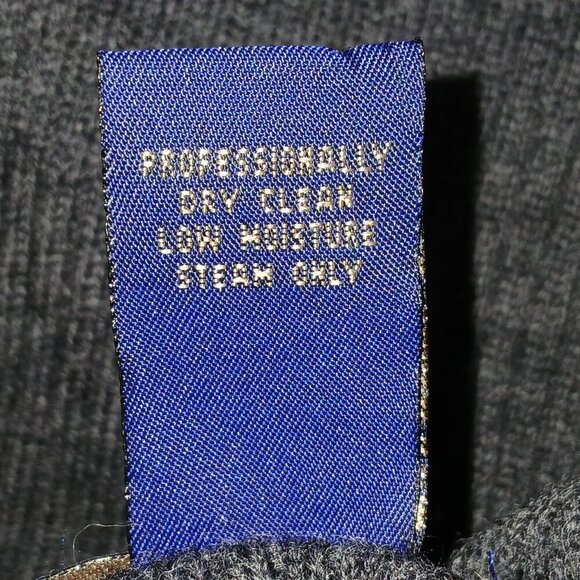 PROFESSIONALLY
DRY CLEAN
LOW MOISTURE
STEAM ONLY